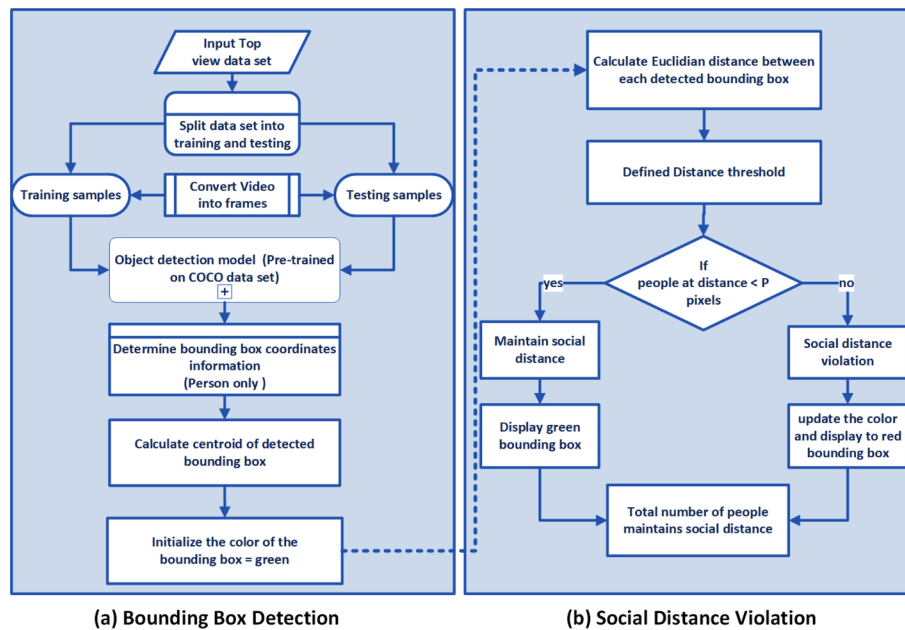 Input Top
view data set
Split data set into
training and testing
Training samples
Convert Video
into frames
Testing samples
Object detection model (Pre-trained
on COCO data set)
+
Determine bounding box coordinates
information
(Person only )
Calculate centroid of detected
bounding box
Initialize the color of the
bounding box = green
(a) Bounding Box Detection
Calculate Euclidian distance between
each detected bounding box
Defined Distance threshold
If
people at distance < P
pixels
yes
no
Maintain social
distance
Social distance
violation
Display green
bounding box
update the color
and display to red
bounding box
Total number of people
maintains social distance
(b) Social Distance Violation